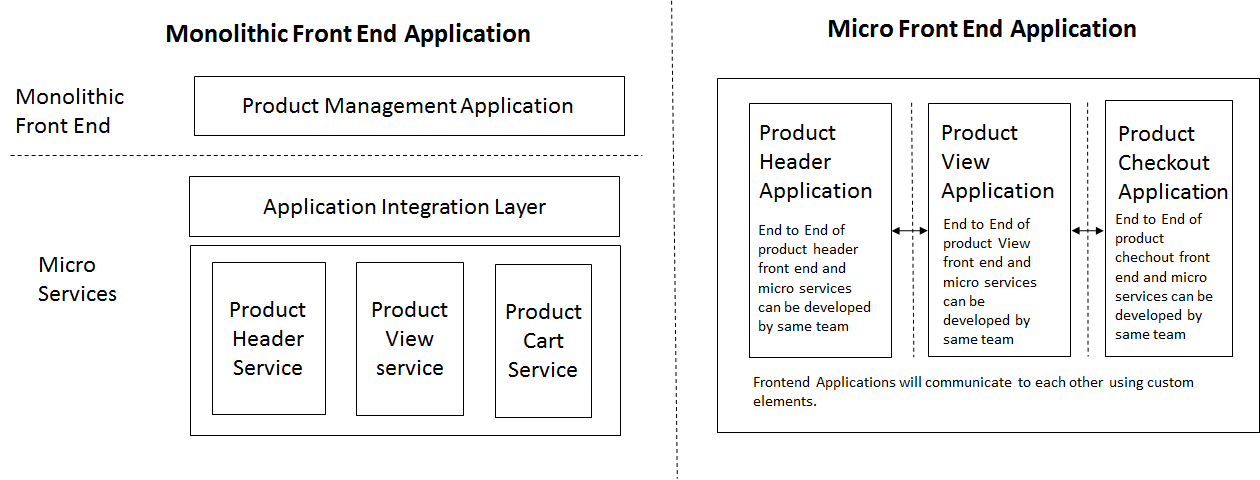 Monolithic Front End Application
Monolithic
Front End
Product Management Application
Application Integration Layer
Micro
Services
Product
Header
Service
Product
View
service
Product
Cart
Service
Micro Front End Application
Product
Header
Application
End to End of
product header
front end and
micro services
can be developed
by same team
Product
View
Application
End to End of
product View
front end and
micro services
can be
developed by
same team
Product
Checkout
Application
End to End of
product
chechout front
end and micro
services can be
developed by
same team
Frontend Applications will communicate to each other using custom
elements.